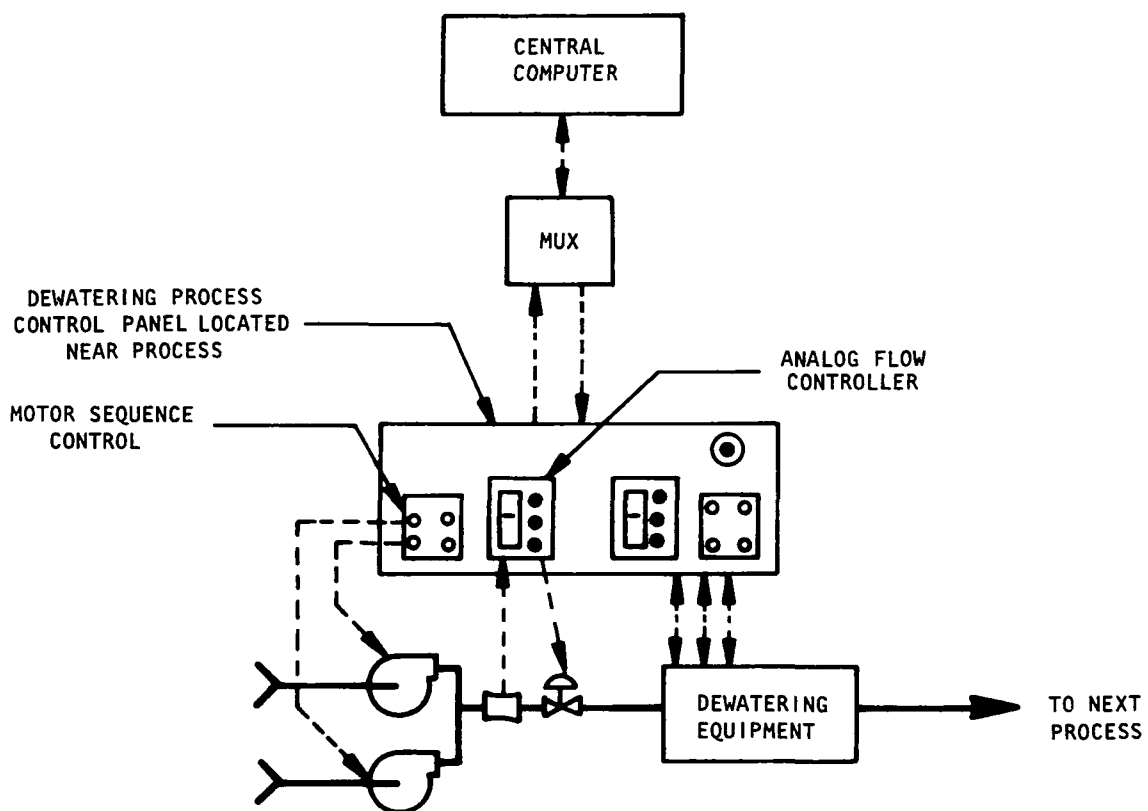 CENTRAL
COMPUTER
MUX
DEWATERING PROCESS
CONTROL PANEL LOCATED
NEAR PROCESS
ANALOG FLOW
CONTROLLER
MOTOR SEQUENCE
CONTROL
DEWATERING
EQUIPMENT
TO NEXT
PROCESS